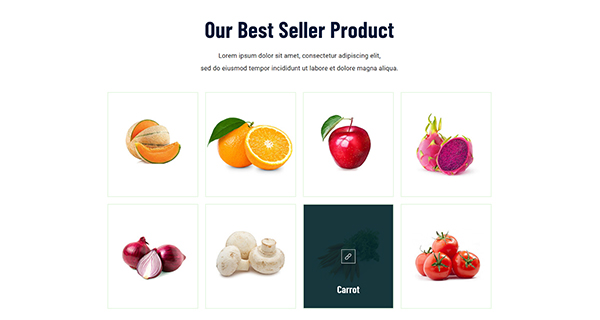 Our Best Seller Product
Lorem ipsum dolor sit amet, consectetur adipiscing elit,
sed do eiusmod tempor incididunt ut labore et dolore magna aliqua.
Carrot